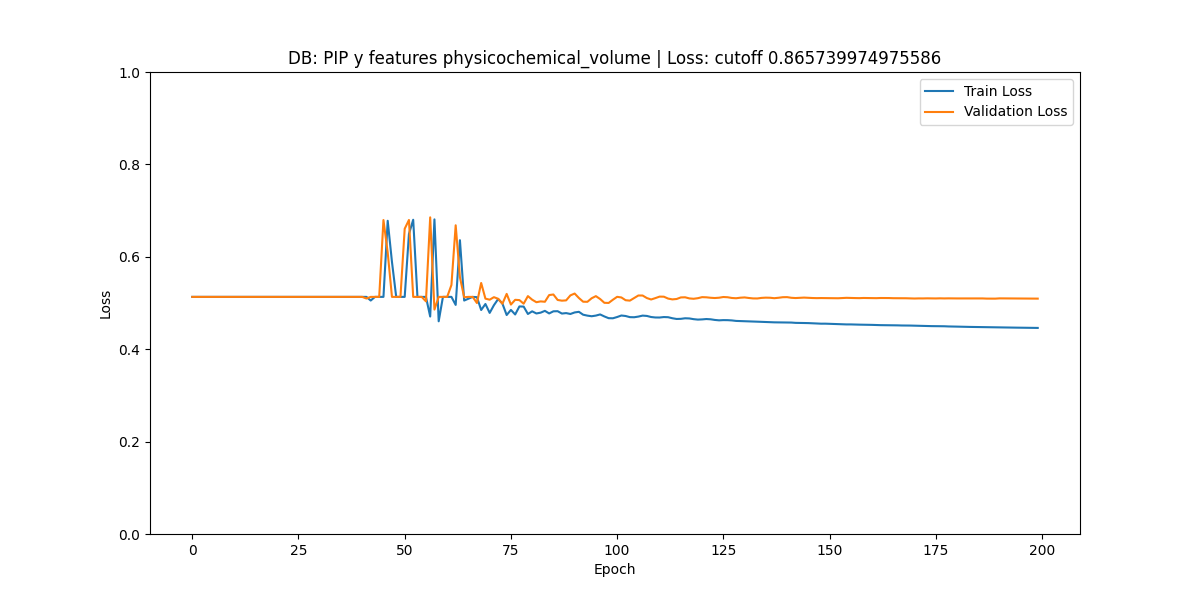 DB: PIP y features physicochemical_volume | Loss: cutoff 0.865739974975586
Train Loss
Validation Loss
1.0
0.8
0.6
0.4
0.2
0.0
Loss
0 25 50 75 100 125 150 175 200
Epoch